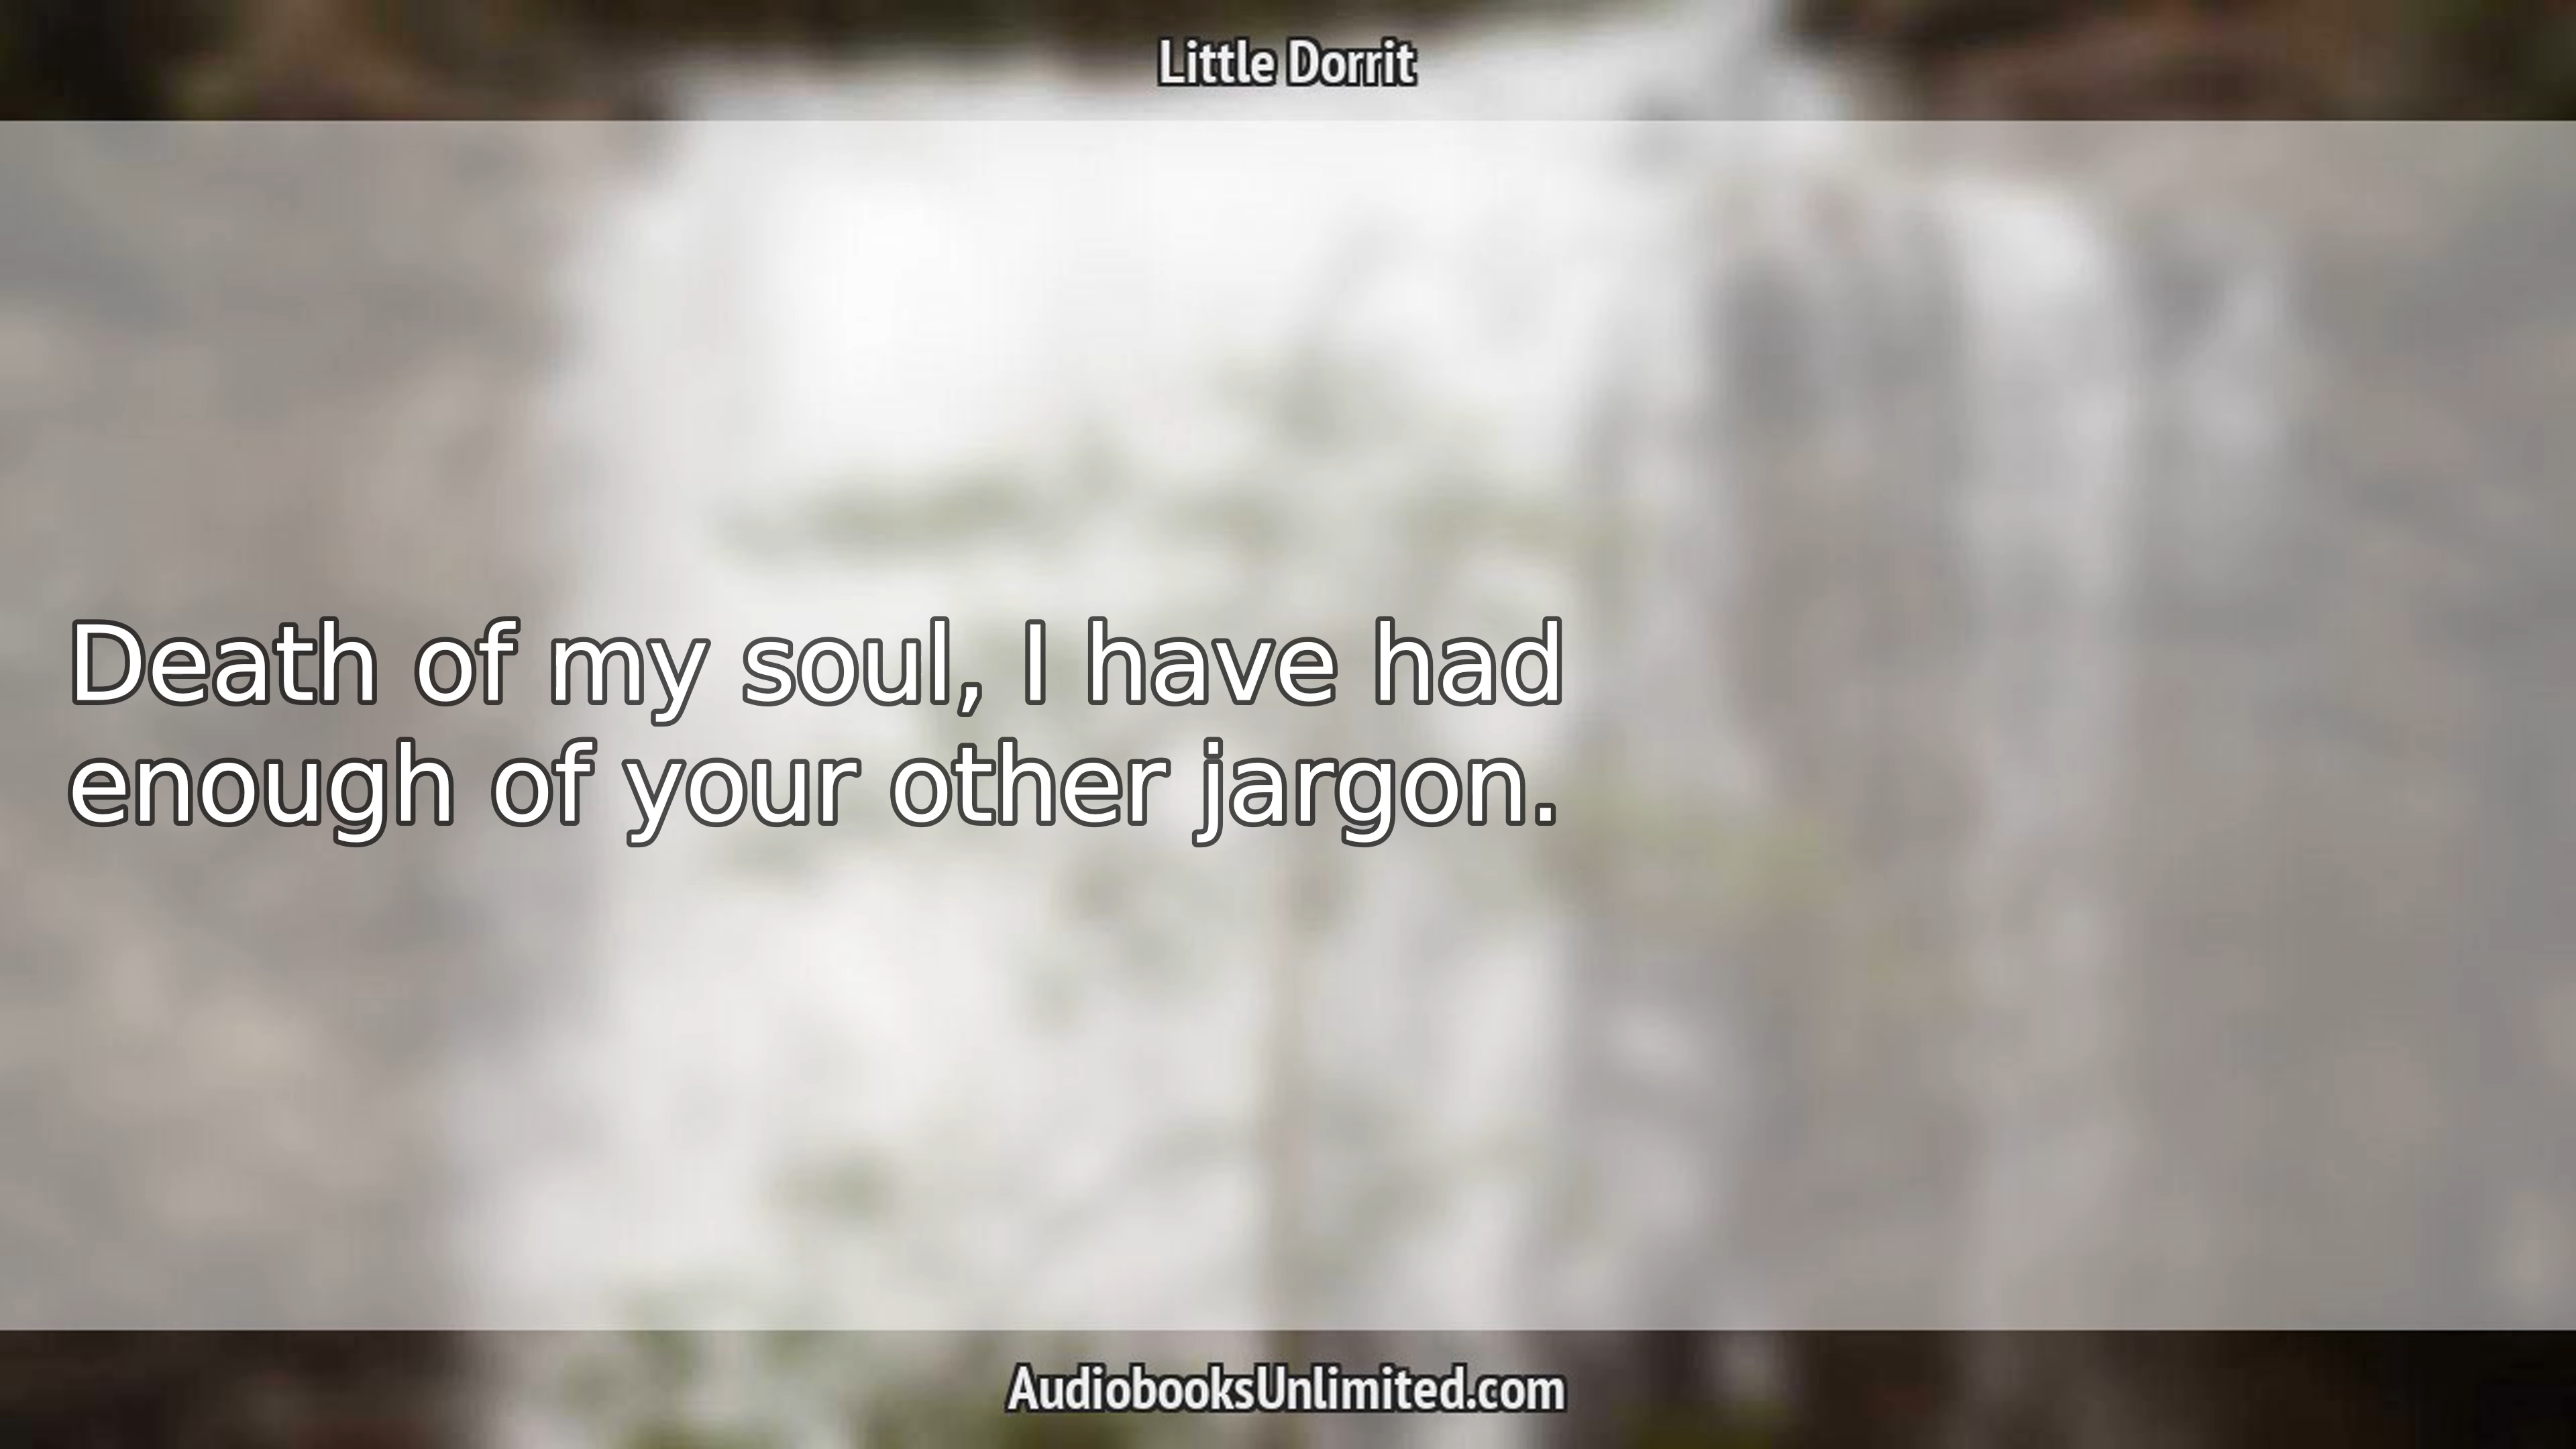 Little Dorrit
Death of my soul, I have had
enough of your other jargon.
AudiobooksUnlimited.com